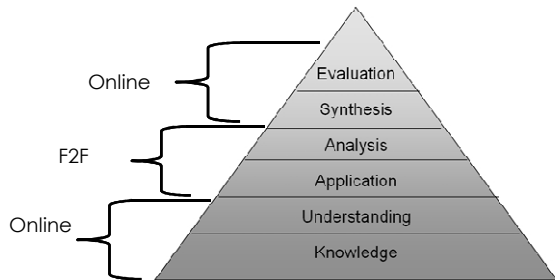 Evaluation
Online
Synthesis
Analysis
F2F
Application
Understanding
Online
Knowledge